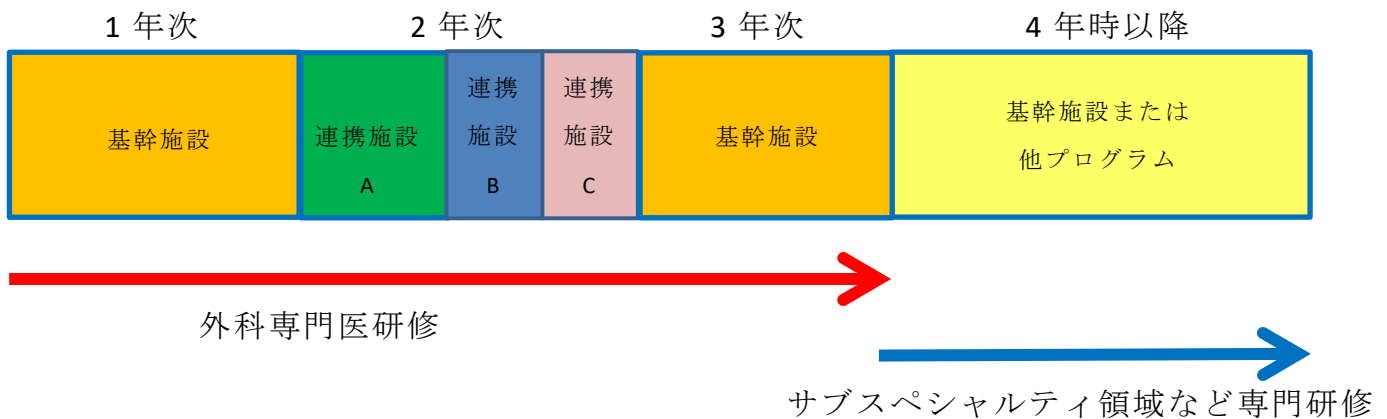 1 年次 2 年次 3 年次 4 年時以降
基幹施設
連携施設
A
連携
施設
B
連携
施設
C
基幹施設
基幹施設または
他プログラム
外科専門医研修
サブスペシャルティ領域など専門研修